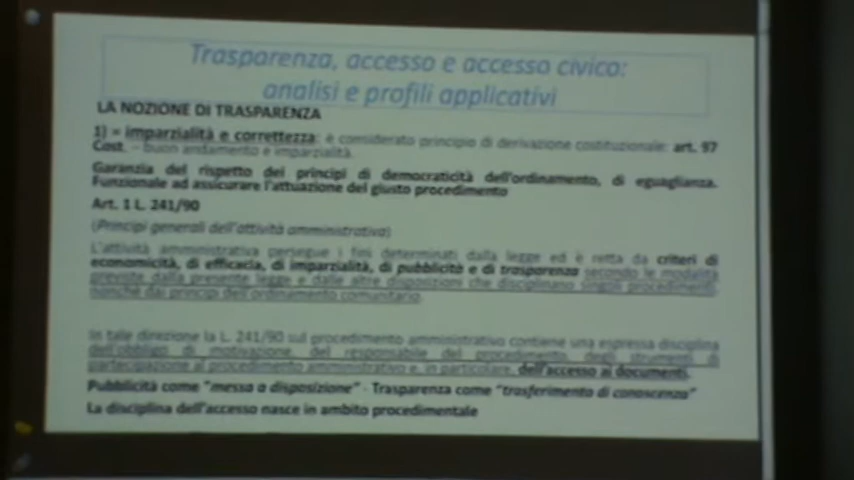 Trasparenza, accesso e accesso civico:
analisi e profili applicativi
LA NOZIONE DI TRASPARENZA
1) = imparzialità e correttezza: è considerato principio di derivazione costituzionale: art. 97
Cost. – buon andamento e imparzialità.
Garanzia del rispetto dei principi di democraticità dell'ordinamento, di eguaglianza.
Funzionale ad assicurare l'attuazione del giusto procedimento
Art. 1 L. 241/90
(Principi generali dell'attività amministrativa)
L'attività amministrativa persegue i fini determinati dalla legge ed è retta da criteri di
economicità, di efficacia, di imparzialità, di pubblicità e di trasparenza secondo le modalità
previste dalla presente legge e dalle altre disposizioni che disciplinano singoli procedimenti,
nonché dai principi dell'ordinamento comunitario.
In tale direzione la L. 241/90 sul procedimento amministrativo contiene una espressa disciplina
dell'obbligo di motivazione, del responsabile del procedimento, degli strumenti di
partecipazione al procedimento amministrativo e, in particolare, dell'accesso ai documenti.
Pubblicità come "messa a disposizione" - Trasparenza come "trasferimento di conoscenza"
La disciplina dell'accesso nasce in ambito procedimentale